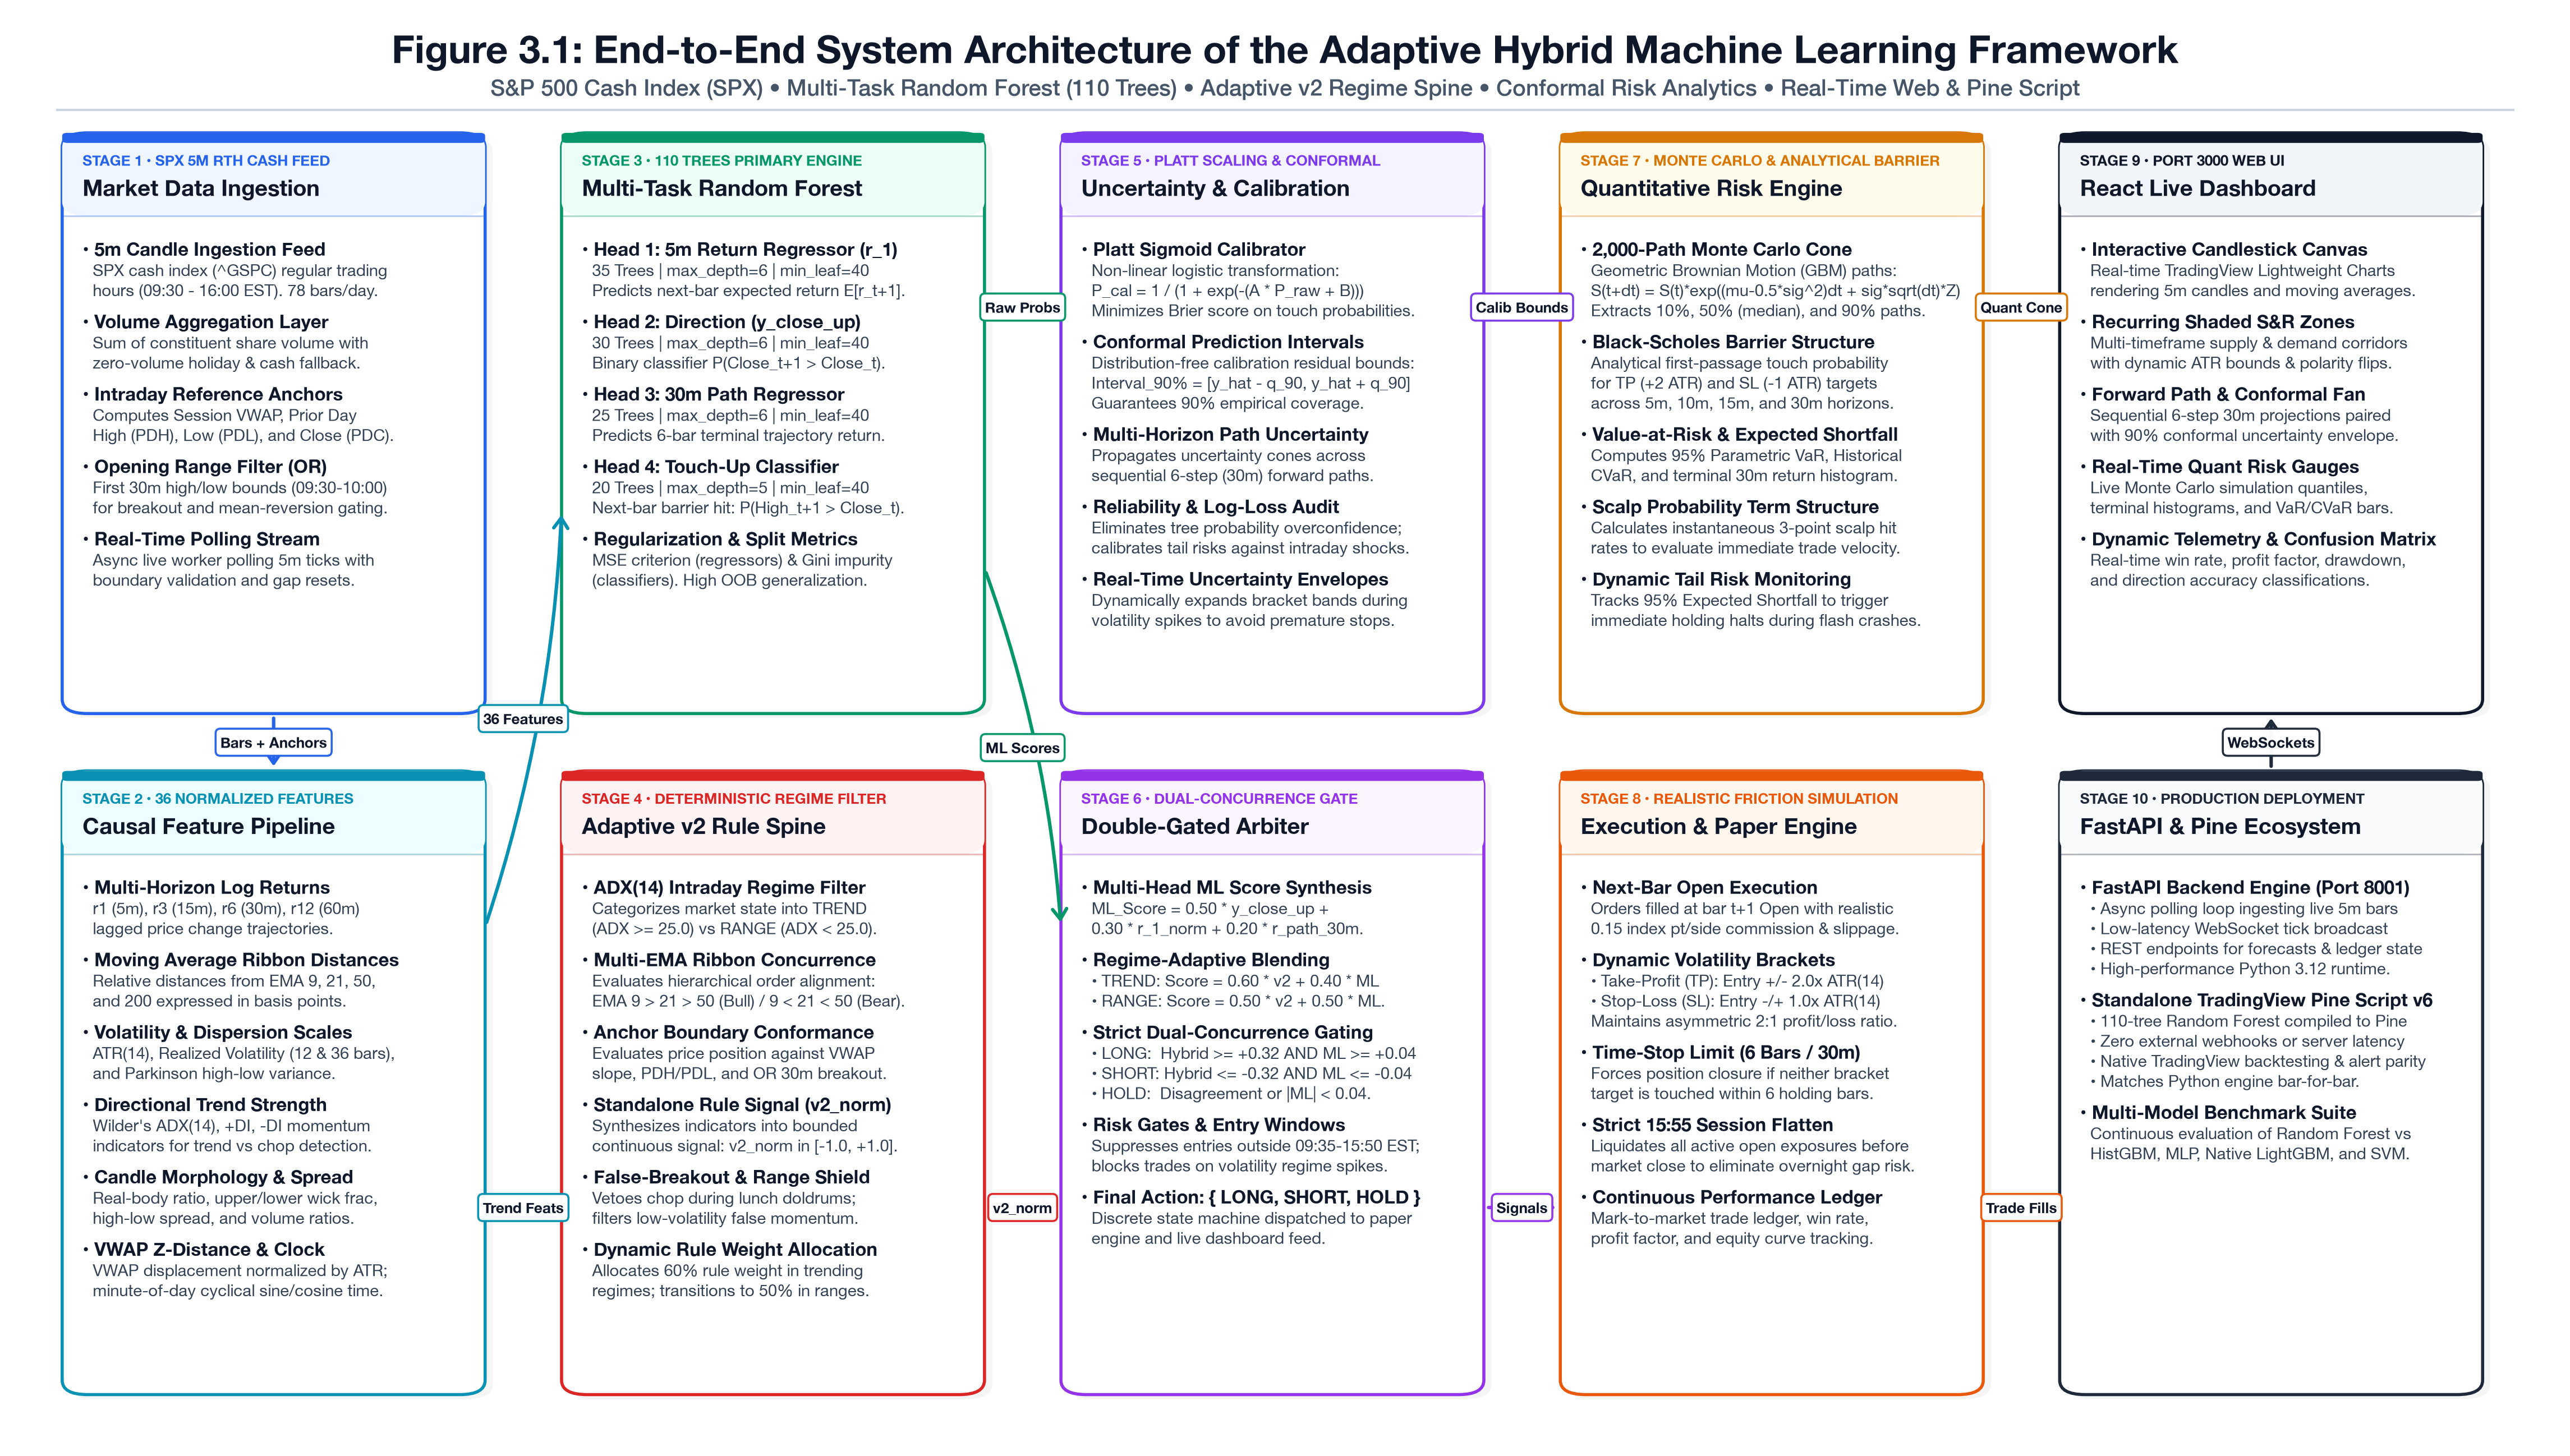 Figure 3.1: End-to-End System Architecture of the Adaptive Hybrid Machine Learning Framework
S&P 500 Cash Index (SPX) • Multi-Task Random Forest (110 Trees) • Adaptive v2 Regime Spine • Conformal Risk Analytics • Real-Time Web & Pine Script
STAGE 1 • SPX 5M RTH CASH FEED
Market Data Ingestion
• 5m Candle Ingestion Feed
SPX cash index (^GSPC) regular trading
hours (09:30 - 16:00 EST). 78 bars/day.
• Volume Aggregation Layer
Sum of constituent share volume with
zero-volume holiday & cash fallback.
• Intraday Reference Anchors
Computes Session VWAP, Prior Day
High (PDH), Low (PDL), and Close (PDC).
• Opening Range Filter (OR)
First 30m high/low bounds (09:30-10:00)
for breakout and mean-reversion gating.
• Real-Time Polling Stream
Async live worker polling 5m ticks with
boundary validation and gap resets.
STAGE 3 • 110 TREES PRIMARY ENGINE
Multi-Task Random Forest
• Head 1: 5m Return Regressor (r_1)
35 Trees | max_depth=6 | min_leaf=40
Predicts next-bar expected return E[r_t+1].
• Head 2: Direction (y_close_up)
30 Trees | max_depth=6 | min_leaf=40
Binary classifier P(Close_t+1 > Close_t).
• Head 3: 30m Path Regressor
25 Trees | max_depth=6 | min_leaf=40
Predicts 6-bar terminal trajectory return.
• Head 4: Touch-Up Classifier
20 Trees | max_depth=5 | min_leaf=40
Next-bar barrier hit: P(High_t+1 > Close_t).
• Regularization & Split Metrics
MSE criterion (regressors) & Gini impurity
(classifiers). High OOB generalization.
Raw Probs
STAGE 5 • PLATT SCALING & CONFORMAL
Uncertainty & Calibration
• Platt Sigmoid Calibrator
Non-linear logistic transformation:
P_cal = 1 / (1 + exp(-(A * P_raw + B)))
Minimizes Brier score on touch probabilities.
• Conformal Prediction Intervals
Distribution-free calibration residual bounds:
Interval_90% = [y_hat - q_90, y_hat + q_90]
Guarantees 90% empirical coverage.
• Multi-Horizon Path Uncertainty
Propagates uncertainty cones across
sequential 6-step (30m) forward paths.
• Reliability & Log-Loss Audit
Eliminates tree probability overconfidence;
calibrates tail risks against intraday shocks.
• Real-Time Uncertainty Envelopes
Dynamically expands bracket bands during
volatility spikes to avoid premature stops.
Calib Bounds
STAGE 7 • MONTE CARLO & ANALYTICAL BARRIER
Quantitative Risk Engine
• 2,000-Path Monte Carlo Cone
Geometric Brownian Motion (GBM) paths:
S(t+dt) = S(t)*exp((mu-0.5*sig^2)dt + sig*sqrt(dt)*Z)
Extracts 10%, 50% (median), and 90% paths.
• Black-Scholes Barrier Structure
Analytical first-passage touch probability
for TP (+2 ATR) and SL (-1 ATR) targets
across 5m, 10m, 15m, and 30m horizons.
• Value-at-Risk & Expected Shortfall
Computes 95% Parametric VaR, Historical
CVaR, and terminal 30m return histogram.
• Scalp Probability Term Structure
Calculates instantaneous 3-point scalp hit
rates to evaluate immediate trade velocity.
• Dynamic Tail Risk Monitoring
Tracks 95% Expected Shortfall to trigger
immediate holding halts during flash crashes.
Quant Cone
STAGE 9 • PORT 3000 WEB UI
React Live Dashboard
• Interactive Candlestick Canvas
Real-time TradingView Lightweight Charts
rendering 5m candles and moving averages.
• Recurring Shaded S&R Zones
Multi-timeframe supply & demand corridors
with dynamic ATR bounds & polarity flips.
• Forward Path & Conformal Fan
Sequential 6-step 30m projections paired
with 90% conformal uncertainty envelope.
• Real-Time Quant Risk Gauges
Live Monte Carlo simulation quantiles,
terminal histograms, and VaR/CVaR bars.
• Dynamic Telemetry & Confusion Matrix
Real-time win rate, profit factor, drawdown,
and direction accuracy classifications.
Bars + Anchors
36 Features
ML Scores
WebSockets
STAGE 2 • 36 NORMALIZED FEATURES
Causal Feature Pipeline
• Multi-Horizon Log Returns
r1 (5m), r3 (15m), r6 (30m), r12 (60m)
lagged price change trajectories.
• Moving Average Ribbon Distances
Relative distances from EMA 9, 21, 50,
and 200 expressed in basis points.
• Volatility & Dispersion Scales
ATR(14), Realized Volatility (12 & 36 bars),
and Parkinson high-low variance.
• Directional Trend Strength
Wilder's ADX(14), +DI, -DI momentum
indicators for trend vs chop detection.
• Candle Morphology & Spread
Real-body ratio, upper/lower wick frac,
high-low spread, and volume ratios.
• VWAP Z-Distance & Clock
VWAP displacement normalized by ATR;
minute-of-day cyclical sine/cosine time.
Trend Feats
STAGE 4 • DETERMINISTIC REGIME FILTER
Adaptive v2 Rule Spine
• ADX(14) Intraday Regime Filter
Categorizes market state into TREND
(ADX >= 25.0) vs RANGE (ADX < 25.0).
• Multi-EMA Ribbon Concurrence
Evaluates hierarchical order alignment:
EMA 9 > 21 > 50 (Bull) / 9 < 21 < 50 (Bear).
• Anchor Boundary Conformance
Evaluates price position against VWAP
slope, PDH/PDL, and OR 30m breakout.
• Standalone Rule Signal (v2_norm)
Synthesizes indicators into bounded
continuous signal: v2_norm in [-1.0, +1.0].
• False-Breakout & Range Shield
Vetoes chop during lunch doldrums;
filters low-volatility false momentum.
• Dynamic Rule Weight Allocation
Allocates 60% rule weight in trending
regimes; transitions to 50% in ranges.
v2_norm
STAGE 6 • DUAL-CONCURRENCE GATE
Double-Gated Arbiter
• Multi-Head ML Score Synthesis
ML_Score = 0.50 * y_close_up +
0.30 * r_1_norm + 0.20 * r_path_30m.
• Regime-Adaptive Blending
• TREND: Score = 0.60 * v2 + 0.40 * ML
• RANGE: Score = 0.50 * v2 + 0.50 * ML.
• Strict Dual-Concurrence Gating
• LONG: Hybrid >= +0.32 AND ML >= +0.04
• SHORT: Hybrid <= -0.32 AND ML <= -0.04
• HOLD: Disagreement or |ML| < 0.04.
• Risk Gates & Entry Windows
Suppresses entries outside 09:35-15:50 EST;
blocks trades on volatility regime spikes.
• Final Action: { LONG, SHORT, HOLD }
Discrete state machine dispatched to paper
engine and live dashboard feed.
Signals
STAGE 8 • REALISTIC FRICTION SIMULATION
Execution & Paper Engine
• Next-Bar Open Execution
Orders filled at bar t+1 Open with realistic
0.15 index pt/side commission & slippage.
• Dynamic Volatility Brackets
• Take-Profit (TP): Entry +/- 2.0x ATR(14)
• Stop-Loss (SL): Entry -/+ 1.0x ATR(14)
Maintains asymmetric 2:1 profit/loss ratio.
• Time-Stop Limit (6 Bars / 30m)
Forces position closure if neither bracket
target is touched within 6 holding bars.
• Strict 15:55 Session Flatten
Liquidates all active open exposures before
market close to eliminate overnight gap risk.
• Continuous Performance Ledger
Mark-to-market trade ledger, win rate,
profit factor, and equity curve tracking.
Trade Fills
STAGE 10 • PRODUCTION DEPLOYMENT
FastAPI & Pine Ecosystem
• FastAPI Backend Engine (Port 8001)
• Async polling loop ingesting live 5m bars
• Low-latency WebSocket tick broadcast
• REST endpoints for forecasts & ledger state
• High-performance Python 3.12 runtime.
• Standalone TradingView Pine Script v6
• 110-tree Random Forest compiled to Pine
• Zero external webhooks or server latency
• Native TradingView backtesting & alert parity
• Matches Python engine bar-for-bar.
• Multi-Model Benchmark Suite
Continuous evaluation of Random Forest vs
HistGBM, MLP, Native LightGBM, and SVM.